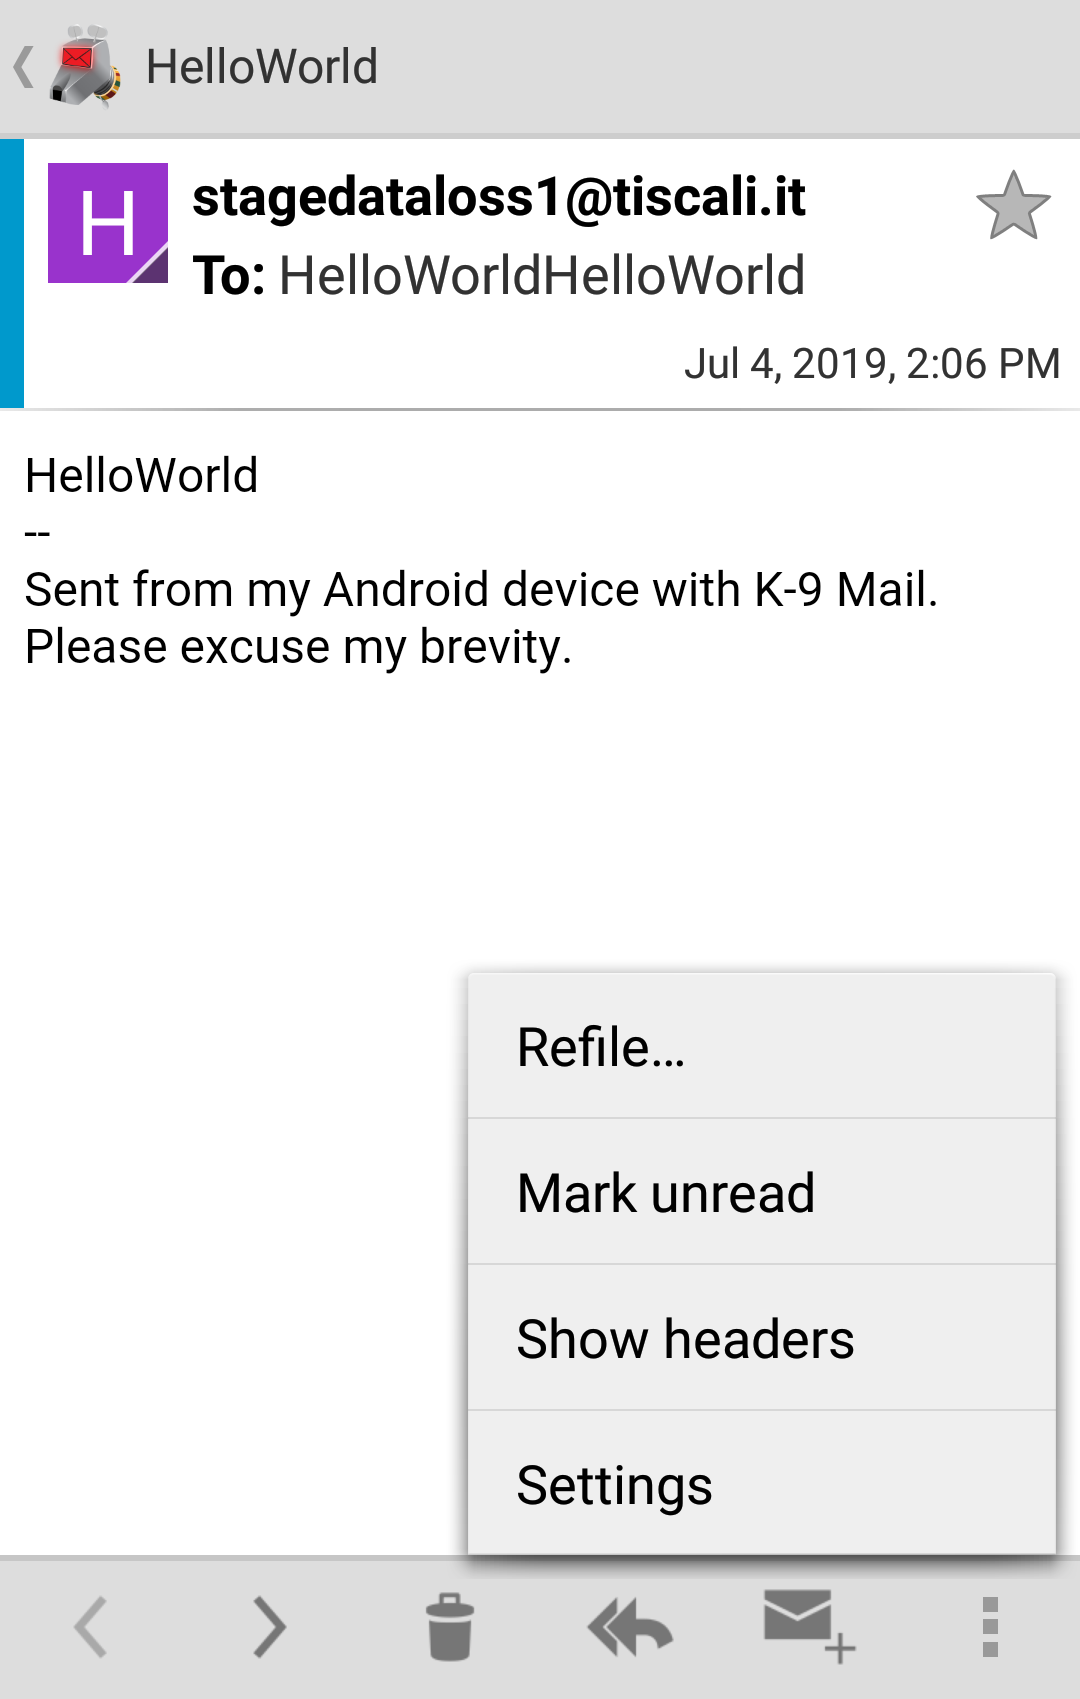 HelloWorld
H
stagedataloss1@tiscali.it
To: HelloWorldHelloWorld
Jul 4, 2019, 2:06 PM
HelloWorld
--
Sent from my Android device with K-9 Mail.
Please excuse my brevity.
Refile…
Mark unread
Show headers
Settings